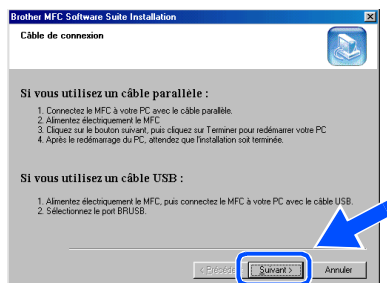 Brother MFC Software Suite Installation
Câble de connexion
Si vous utilisez un câble parallèle :
1. Connectez le MFC à votre PC avec le câble parallèle.
2. Alimentez électriquement le MFC
3. Cliquez sur le bouton suivant, puis cliquez sur Terminer pour redémarrer votre PC
4. Après le redémarrage du PC, attendez que l'installation soit terminée.
Si vous utilisez un câble USB :
1. Alimentez électriquement le MFC, puis connectez le MFC à votre PC avec le câble USB.
2. Sélectionnez le port BRUSB.
Suivant > Annuler